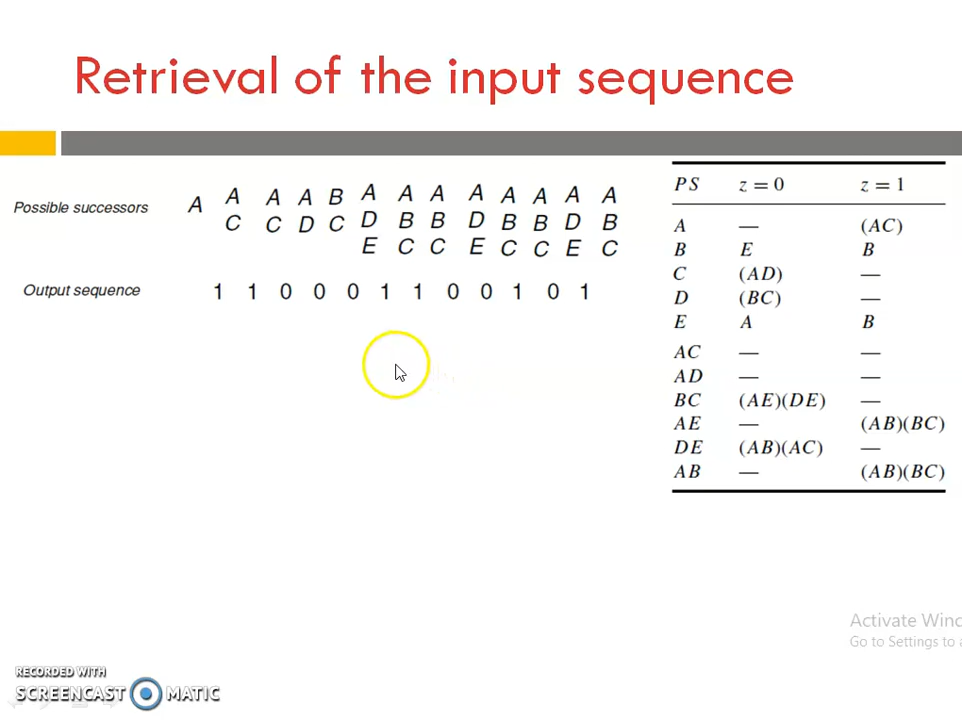 Retrieval of the input sequence
Possible successors A A A A B A A A A A A A A
C C D C D B B D B B D B
E C C E C C E C
Output sequence 1 1 0 0 0 1 1 0 0 1 0 1
PS z = 0 z = 1
A — (AC)
B E B
C (AD) —
D (BC) —
E A B
AC — —
AD — —
BC (AE)(DE) —
AE — (AB)(BC)
DE (AB)(AC) —
AB — (AB)(BC)
Activate Winc
Go to Settings to a
RECORDED WITH
SCREENCAST MATIC